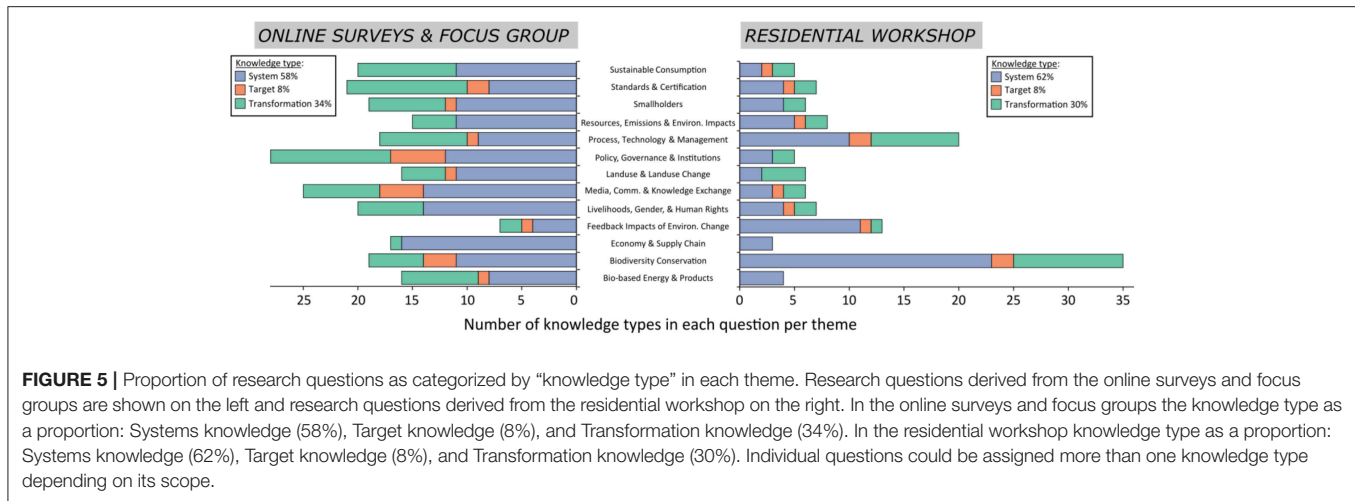 ONLINE SURVEYS & FOCUS GROUP
RESIDENTIAL WORKSHOP
Knowledge type:
System 58%
Target 8%
Transformation 34%
Knowledge type:
System 62%
Target 8%
Transformation 30%
Sustainable Consumption
Standards & Certification
Smallholders
Resources, Emissions & Environ. Impacts
Process, Technology & Management
Policy, Governance & Institutions
Landuse & Landuse Change
Media, Comm. & Knowledge Exchange
Livelihoods, Gender, & Human Rights
Feedback Impacts of Environ. Change
Economy & Supply Chain
Biodiversity Conservation
Bio-based Energy & Products
25 20 15 10 5 0
0 5 10 15 20 25 30 35
Number of knowledge types in each question per theme
FIGURE 5 | Proportion of research questions as categorized by “knowledge type” in each theme. Research questions derived from the online surveys and focus
groups are shown on the left and research questions derived from the residential workshop on the right. In the online surveys and focus groups the knowledge type as
a proportion: Systems knowledge (58%), Target knowledge (8%), and Transformation knowledge (34%). In the residential workshop knowledge type as a proportion:
Systems knowledge (62%), Target knowledge (8%), and Transformation knowledge (30%). Individual questions could be assigned more than one knowledge type
depending on its scope.